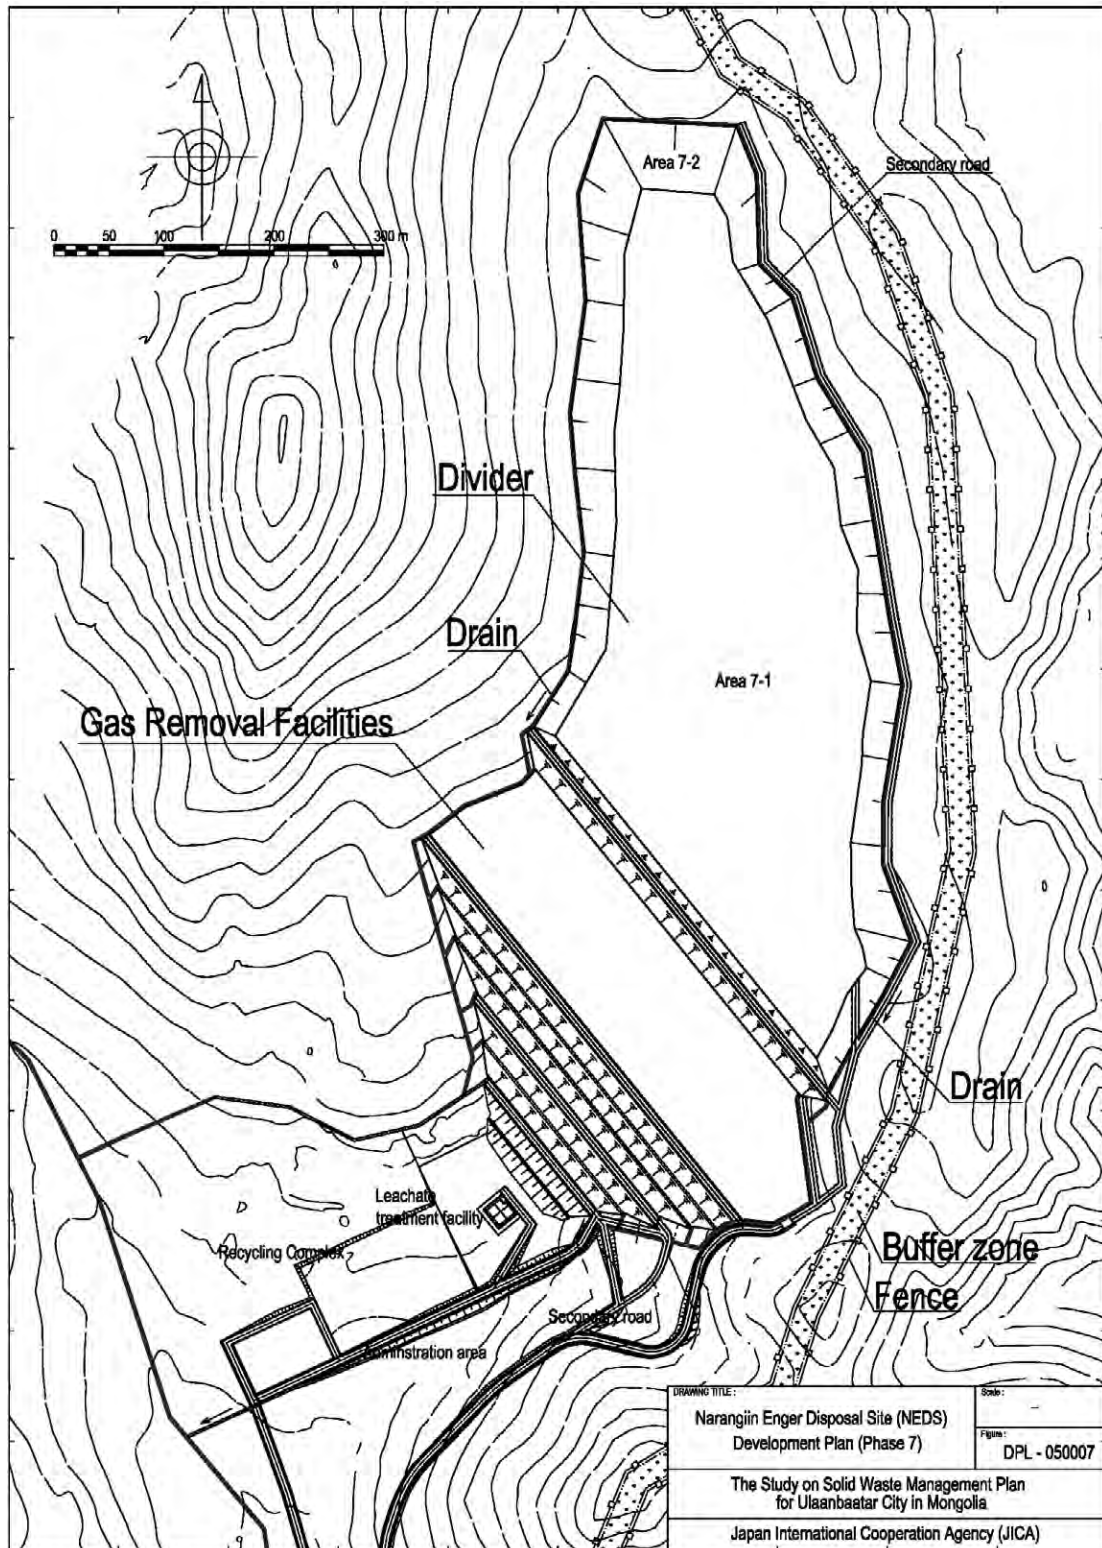 Area 7-2
Secondary road
0 50 100 200 300 m
Divider
Drain
Area 7-1
Gas Removal Facilities
Drain
Leachate
treatment facility
Recycling Complex
Buffer zone
Fence
Secondary road
Adminstration area
DRAWING TITLE :
Scale :
Narangiin Enger Disposal Site (NEDS)
Development Plan (Phase 7)
Figure :
DPL - 050007
The Study on Solid Waste Management Plan
for Ulaanbaatar City in Mongolia
Japan International Cooperation Agency (JICA)